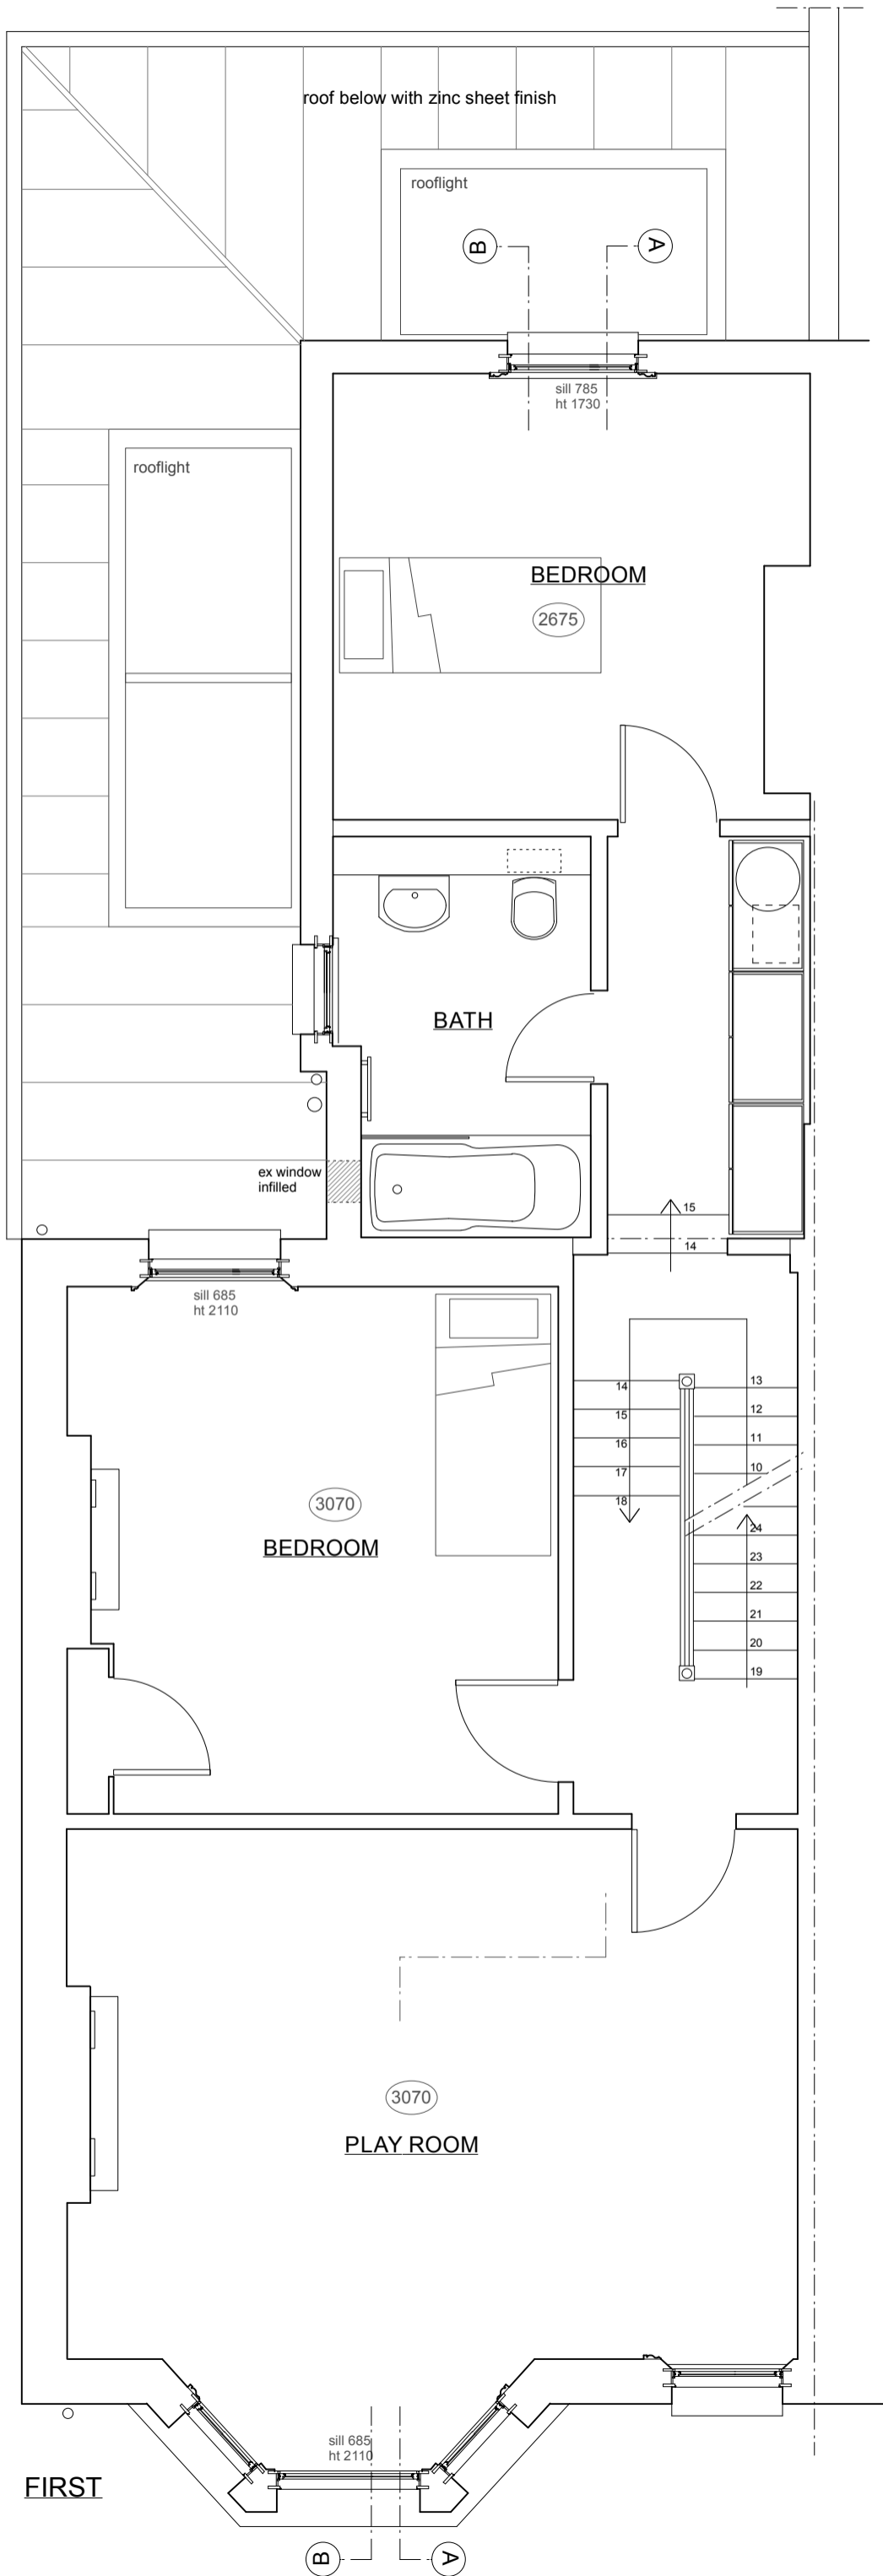 roof below with zinc sheet finish
rooflight
B
A
sill 785
ht 1730
rooflight
BEDROOM
2675
BATH
ex window
infilled
15
14
sill 685
ht 2110
14
15
16
17
18
13
12
11
10
24
23
22
21
20
19
3070
BEDROOM
3070
PLAY ROOM
sill 685
ht 2110
FIRST
B
A